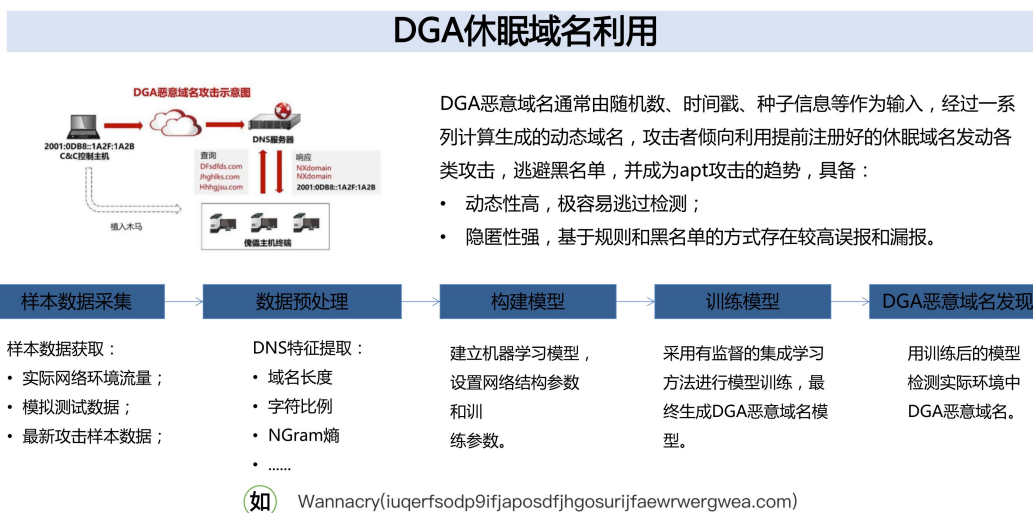 DGA休眠域名利用
DGA恶意域名攻击示意图
2001:0DB8::1A2F:1A2B
C&C控制主机
DNS服务器
查询
DFsdfds.com
Jhghlks.com
Hhhgjsu.com
响应
NXdomain
NXdomain
2001:0DB8::1A2F:1A2B
植入木马
傀儡主机终端
DGA恶意域名通常由随机数、时间戳、种子信息等作为输入，经过一系
列计算生成的动态域名，攻击者倾向利用提前注册好的休眠域名发动各
类攻击，逃避黑名单，并成为apt攻击的趋势，具备：
• 动态性高，极容易逃过检测；
• 隐匿性强，基于规则和黑名单的方式存在较高误报和漏报。
样本数据采集
数据预处理
构建模型
训练模型
DGA恶意域名发现
样本数据获取：
• 实际网络环境流量；
• 模拟测试数据；
• 最新攻击样本数据；
DNS特征提取：
• 域名长度
• 字符比例
• NGram熵
• ......
建立机器学习模型，
设置网络结构参数
和训
练参数。
采用有监督的集成学习
方法进行模型训练，最
终生成DGA恶意域名模
型。
用训练后的模型
检测实际环境中
DGA恶意域名。
如
Wannacry(iuqerfsodp9ifjaposdfjhgosurijfaewrwergwea.com)